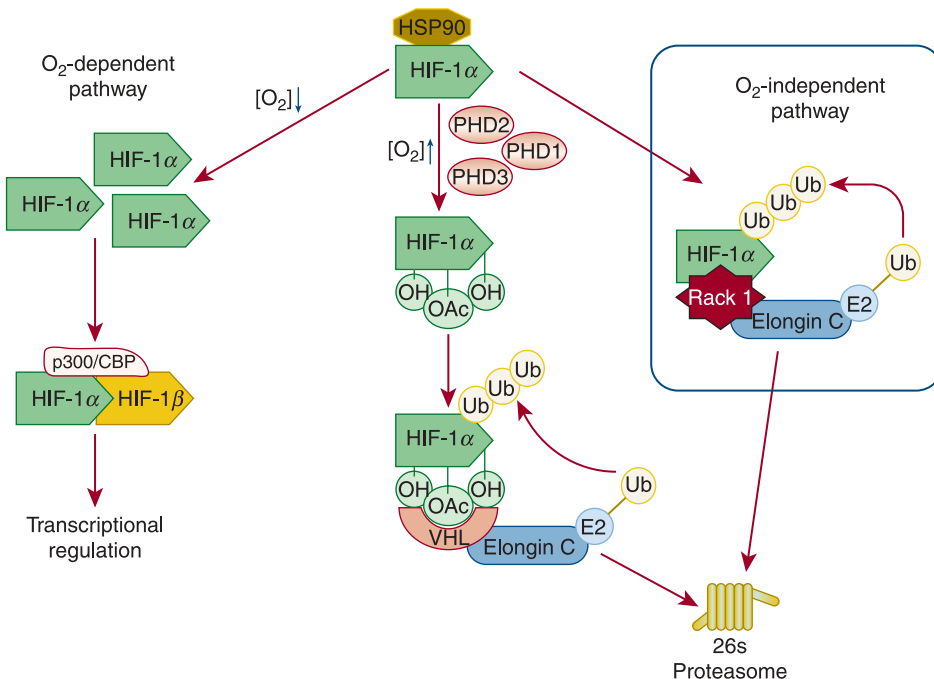 HSP90
HIF-1α
O₂-dependent
pathway
[O₂]↓
HIF-1α
HIF-1α
HIF-1α
p300/CBP
HIF-1α
HIF-1β
Transcriptional
regulation
[O₂]↑
PHD2
PHD1
PHD3
HIF-1α
OH
OAc
OH
Ub
Ub
Ub
HIF-1α
OH
OAc
OH
VHL
Elongin C
E2
Ub
O₂-independent
pathway
Ub
Ub
Ub
HIF-1α
Rack 1
Elongin C
E2
Ub
26s
Proteasome